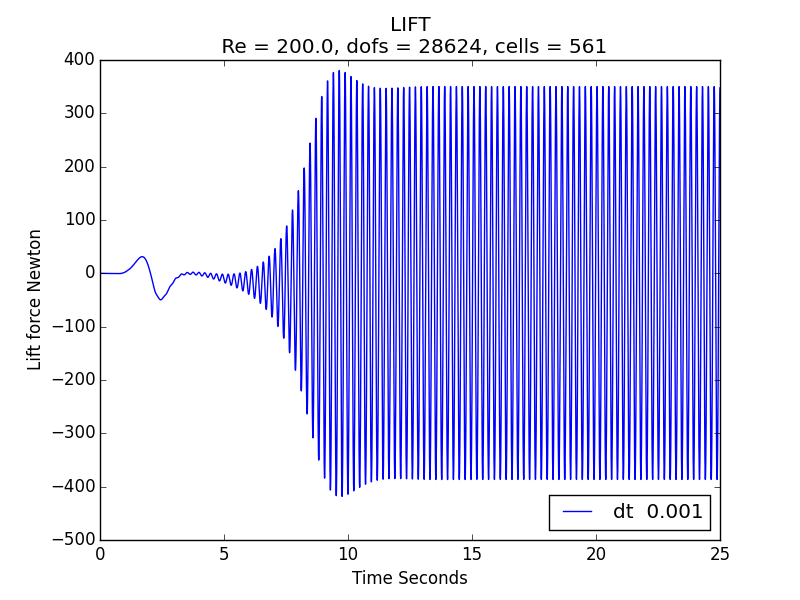 LIFT
Re = 200.0, dofs = 28624, cells = 561
400
300
200
100
0
−100
−200
−300
−400
−500
Lift force Newton
dt 0.001
0 5 10 15 20 25
Time Seconds